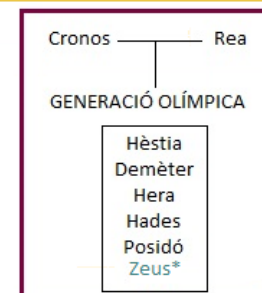 Cronos Rea
GENERACIÓ OLÍMPICA
Hèstia
Demèter
Hera
Hades
Posidó
Zeus*